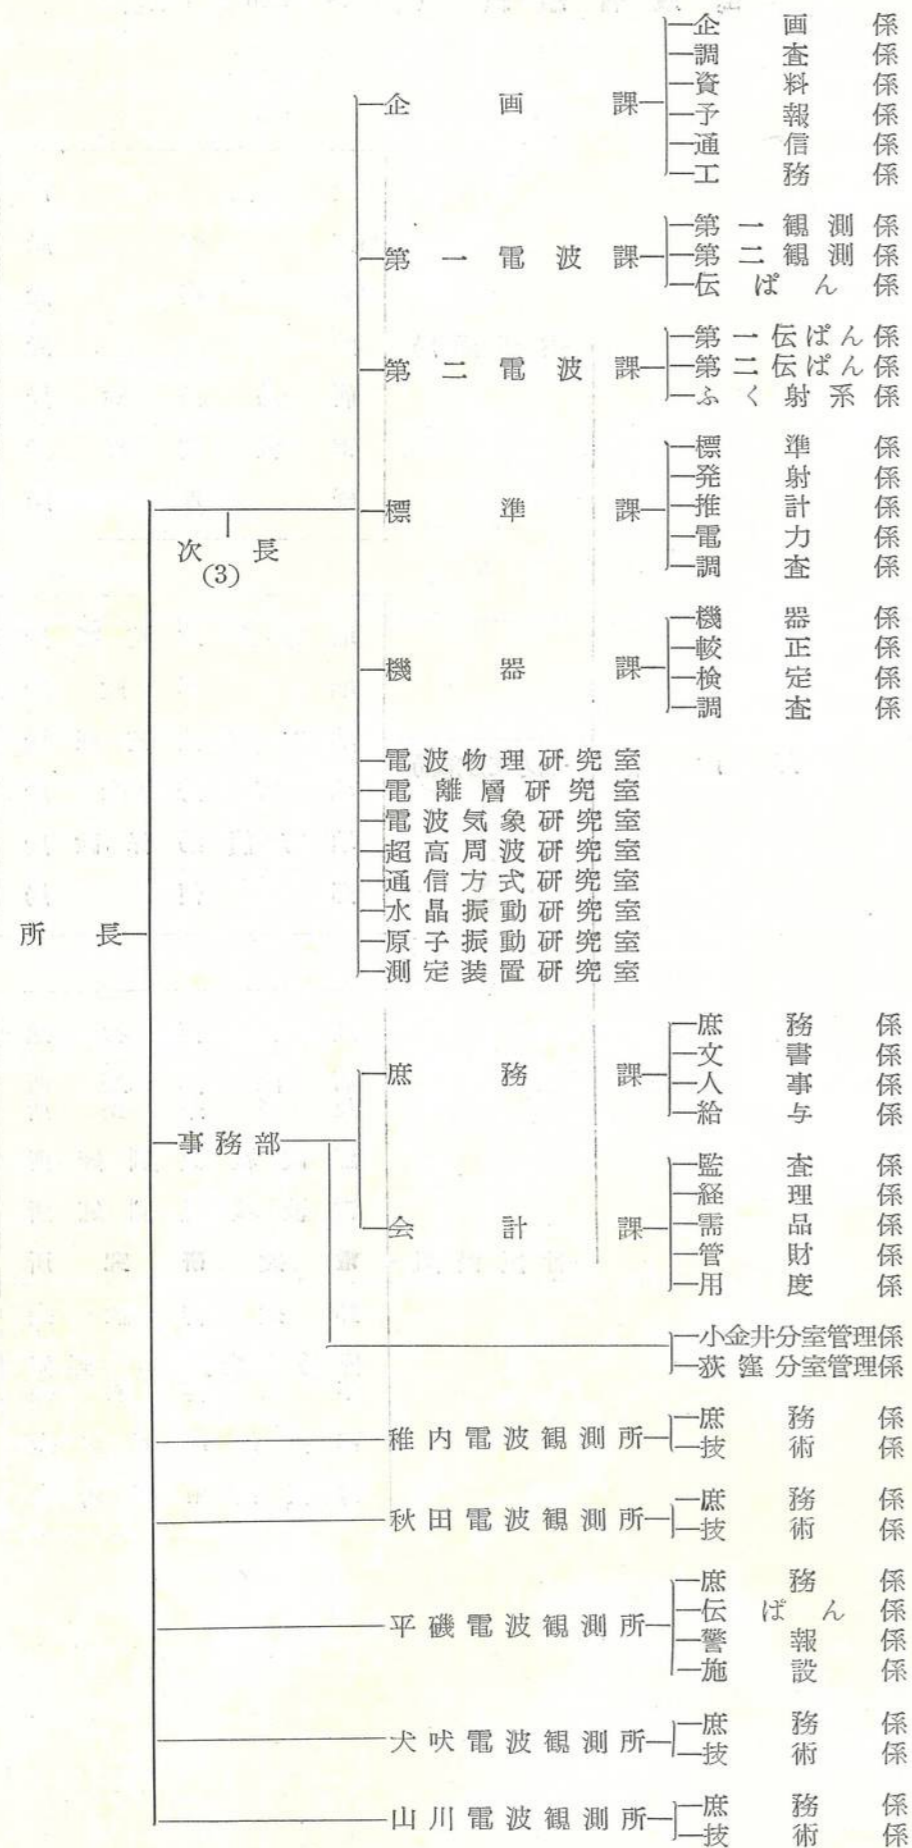 企画係
調査係
資料係
企画課
予報係
通信係
工務係
第一観測係
第一電波課
第二観測係
伝ぱん係
第一伝ぱん係
第二電波課
第二伝ぱん係
ふく射系係
標準係
発射係
標準課
推計係
電力係
調査係
次長
(3)
機器係
較正係
機器課
検定係
調査係
電波物理研究室
電離層研究室
電波気象研究室
超高周波研究室
通信方式研究室
水晶振動研究室
原子振動研究室
測定装置研究室
所長
庶務係
文書係
庶務課
人事係
給与係
事務部
監査係
経理係
会計課
需品係
管財係
用度係
小金井分室管理係
荻窪分室管理係
稚内電波観測所
庶務係
技術係
秋田電波観測所
庶務係
技術係
平磯電波観測所
庶務係
伝ぱん係
警報係
施設係
犬吠電波観測所
庶務係
技術係
山川電波観測所
庶務係
技術係